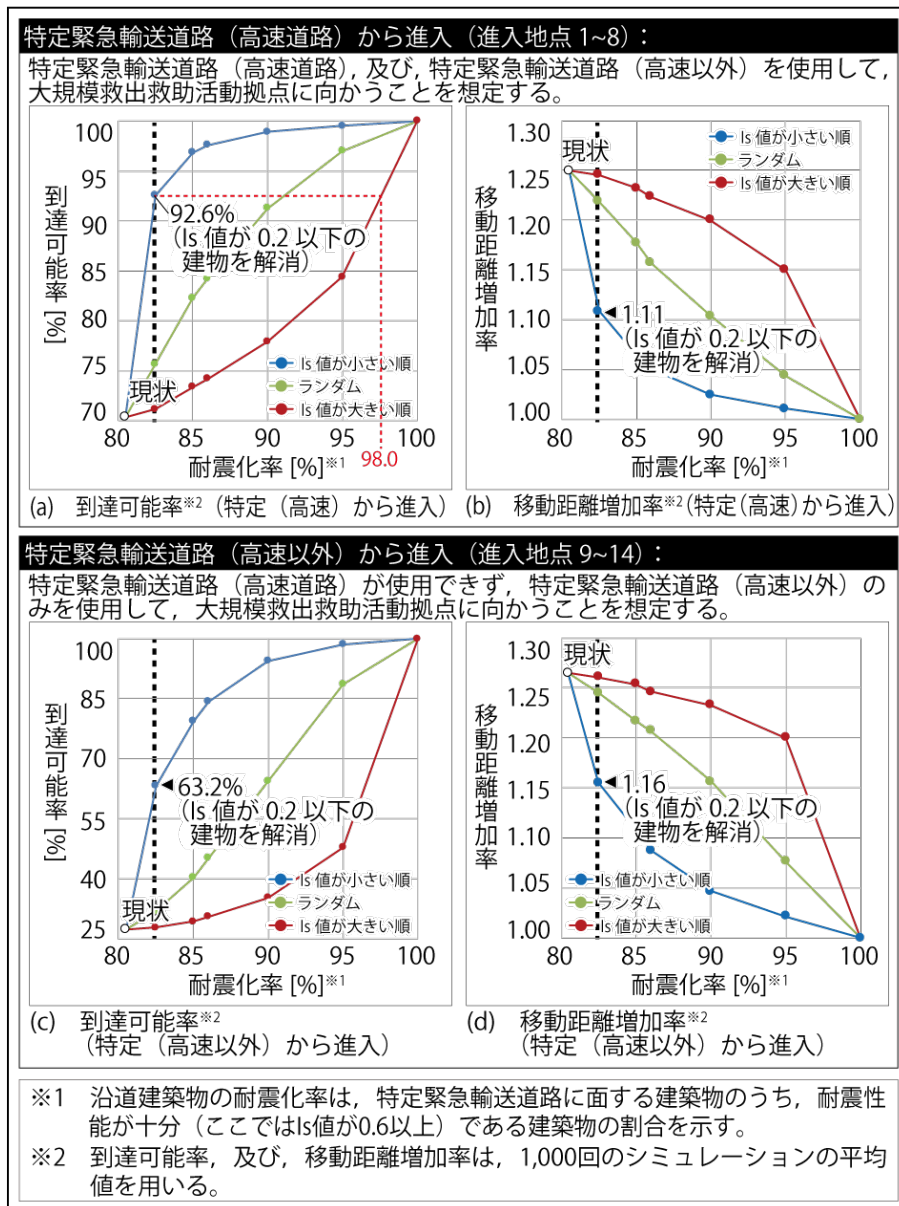 特定緊急輸送道路（高速道路）から進入（進入地点 1~8）：
特定緊急輸送道路（高速道路）, 及び, 特定緊急輸送道路（高速以外）を使用して,
大規模救出救助活動拠点に向かうことを想定する。
到達可能率 [%]
100
95
90
85
80
75
70
92.6%
（Is 値が 0.2 以下の
建物を解消）
現状
Is 値が小さい順
ランダム
Is 値が大きい順
80 85 90 95 100
98.0
耐震化率 [%]※1
(a) 到達可能率※2（特定（高速）から進入）
移動距離増加率
1.30
1.25
1.20
1.15
1.10
1.05
1.00
現状
Is 値が小さい順
ランダム
Is 値が大きい順
1.11
（Is 値が 0.2 以下の
建物を解消）
80 85 90 95 100
耐震化率 [%]※1
(b) 移動距離増加率※2（特定（高速）から進入）
特定緊急輸送道路（高速以外）から進入（進入地点 9~14）：
特定緊急輸送道路（高速道路）が使用できず，特定緊急輸送道路（高速以外）の
みを使用して，大規模救出救助活動拠点に向かうことを想定する。
到達可能率 [%]
100
85
70
55
40
25
63.2%
（Is 値が 0.2 以下の
建物を解消）
現状
Is 値が小さい順
ランダム
Is 値が大きい順
80 85 90 95 100
耐震化率 [%]※1
(c) 到達可能率※2
（特定（高速以外）から進入）
移動距離増加率
1.30
1.25
1.20
1.15
1.10
1.05
1.00
現状
1.16
（Is 値が 0.2 以下の
建物を解消）
Is 値が小さい順
ランダム
Is 値が大きい順
80 85 90 95 100
耐震化率 [%]※1
(d) 移動距離増加率※2
（特定（高速以外）から進入）
※1 沿道建築物の耐震化率は，特定緊急輸送道路に面する建築物のうち，耐震性
能が十分（ここではIs値が0.6以上）である建築物の割合を示す。
※2 到達可能率，及び，移動距離増加率は，1,000回のシミュレーションの平均
値を用いる。